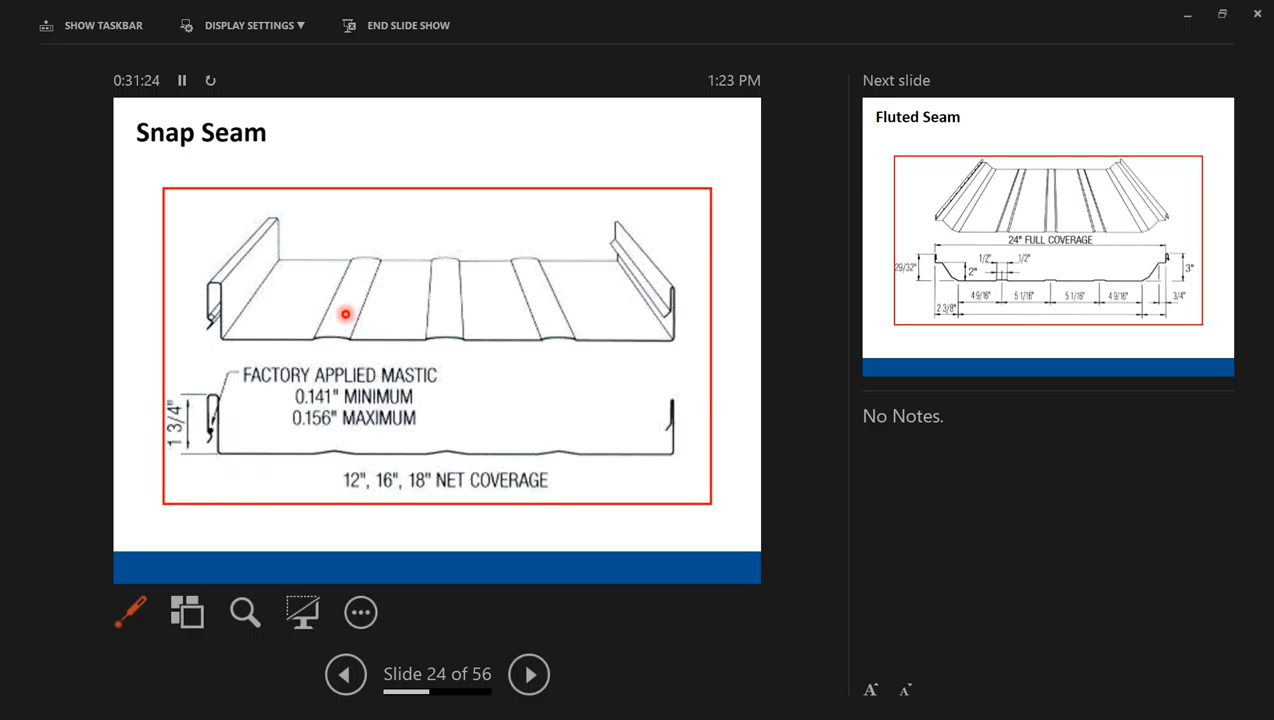 SHOW TASKBAR
DISPLAY SETTINGS ▼
END SLIDE SHOW
0:31:24
1:23 PM
Snap Seam
FACTORY APPLIED MASTIC
0.141" MINIMUM
0.156" MAXIMUM
1 3/4"
12", 16", 18" NET COVERAGE
Slide 24 of 56
Next slide
Fluted Seam
24" FULL COVERAGE
29/32"
1/2"
1/2"
2"
3"
4 9/16"
5 1/16"
5 1/16"
4 9/16"
3/4"
2 3/8"
No Notes.
A
A